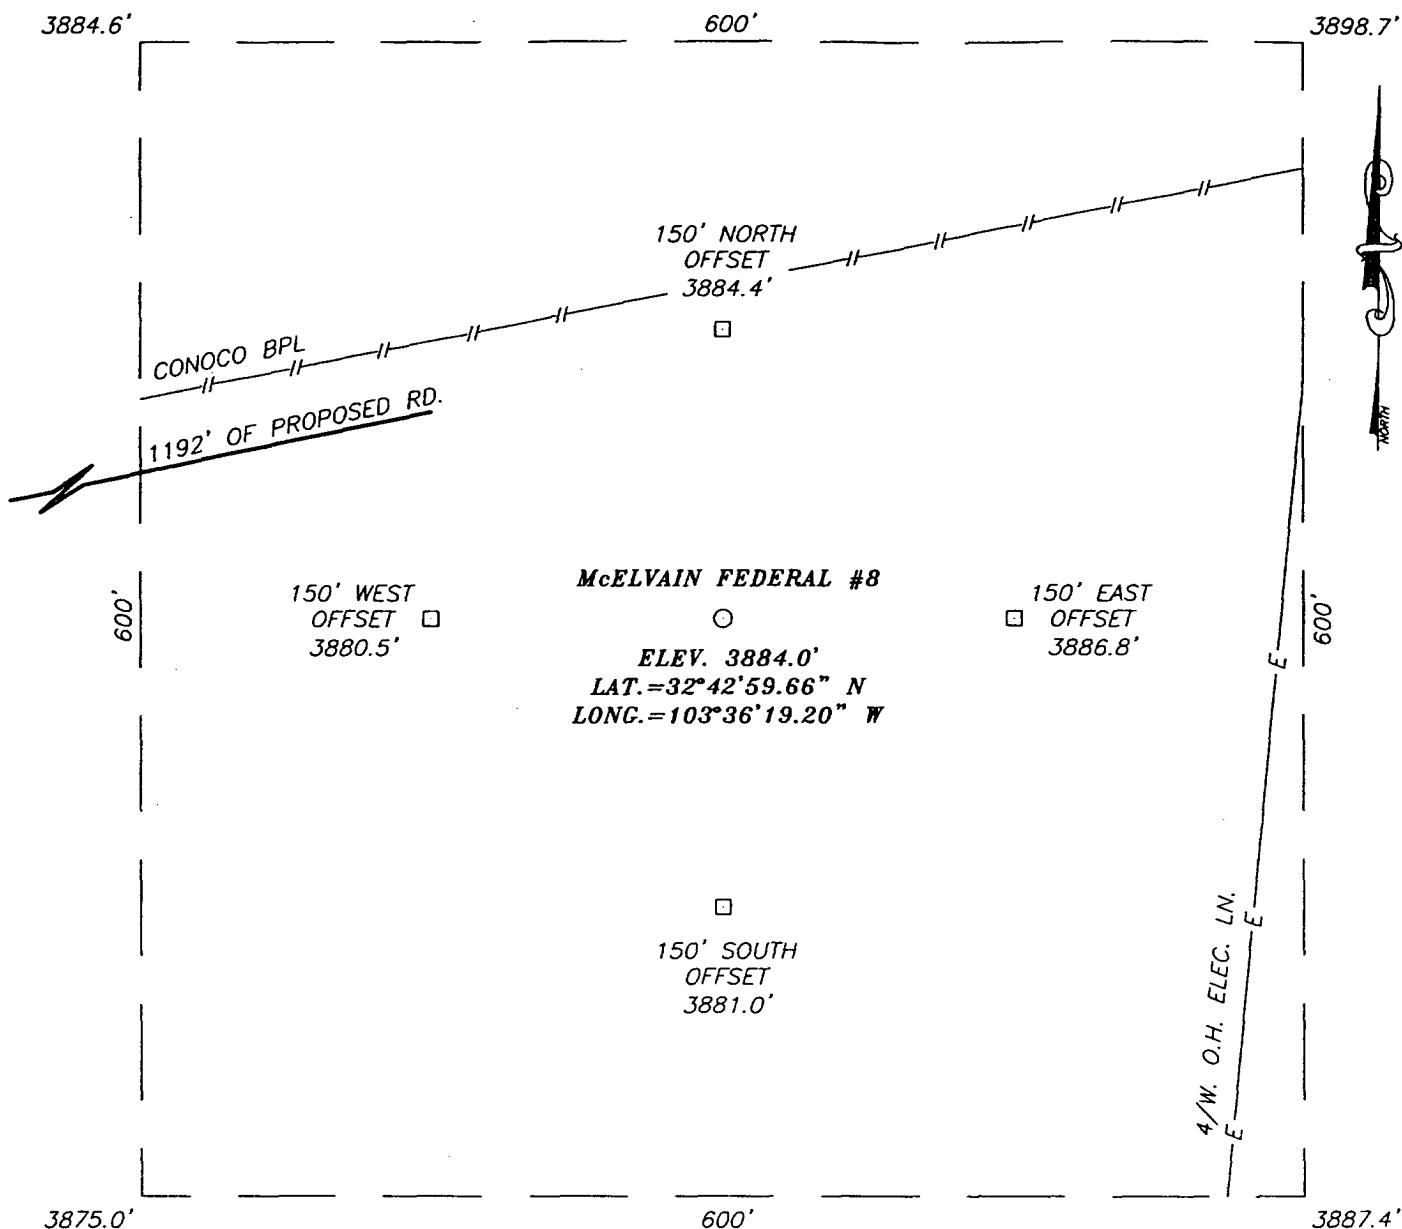 3884.6'
600'
3898.7'
150' NORTH
OFFSET
3884.4'
CONOCO BPL
1192' OF PROPOSED RD.
NORTH
600'
150' WEST
OFFSET
3880.5'
McELVAIN FEDERAL #8
ELEV. 3884.0'
LAT.=32°42'59.66" N
LONG.=103°36'19.20" W
150' EAST
OFFSET
3886.8'
600'
E
E
E
4/W. O.H. ELEC. LN.
150' SOUTH
OFFSET
3881.0'
3875.0'
600'
3887.4'